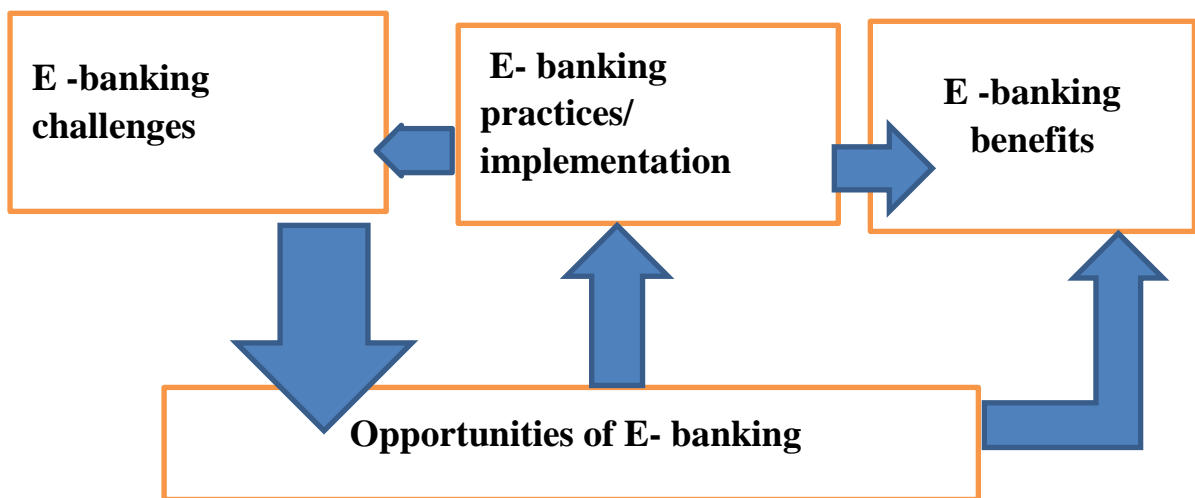 E -banking
challenges
E- banking
practices/
implementation
E -banking
benefits
Opportunities of E- banking